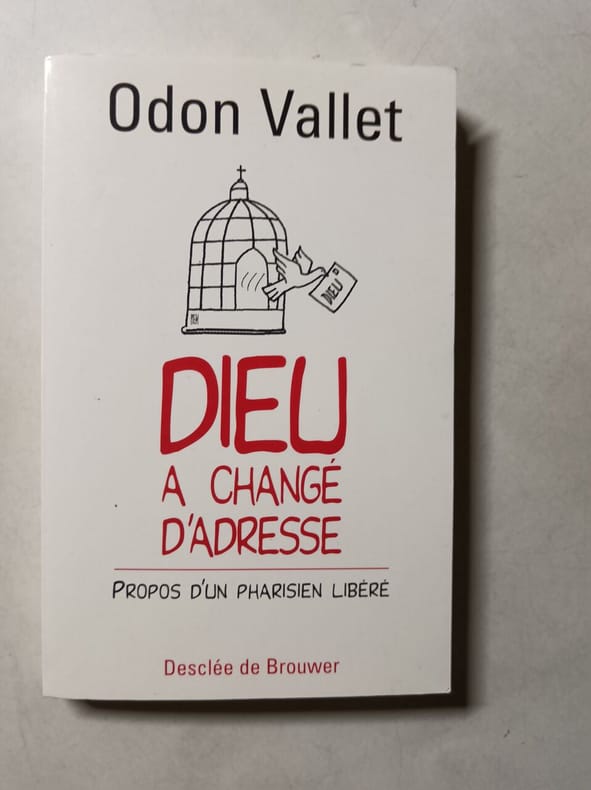 Odon Vallet
DIEU
DIEU
A CHANGÉ
D'ADRESSE
PROPOS D'UN PHARISIEN LIBÉRÉ
Desclée de Brouwer